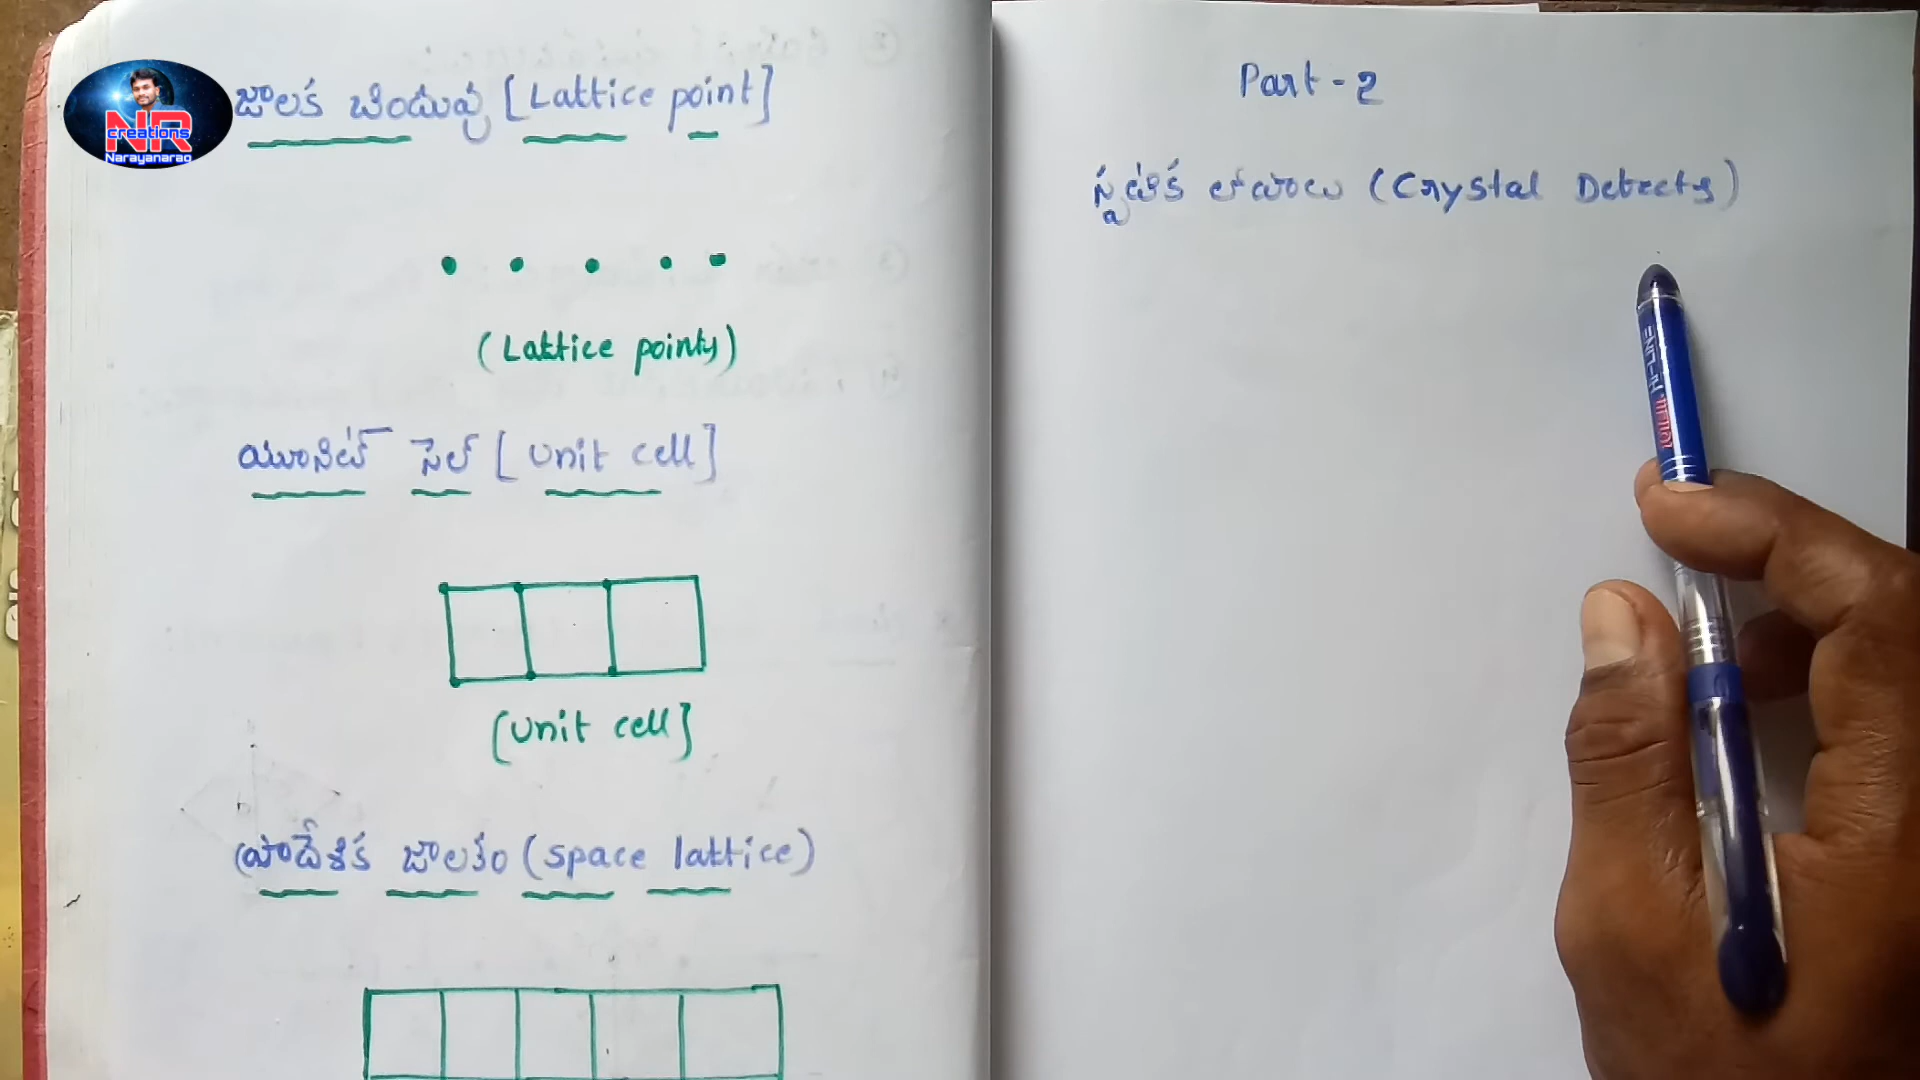 NR
creations
Narayanarao
జాలక బిందువు [Lattice point]
(Lattice points)
యూనిట్ సెల్ [Unit cell]
[Unit cell]
ప్రాదేశిక జాలకం (space lattice)
Part-2
స్ఫటిక లోపాలు (Crystal Defects)